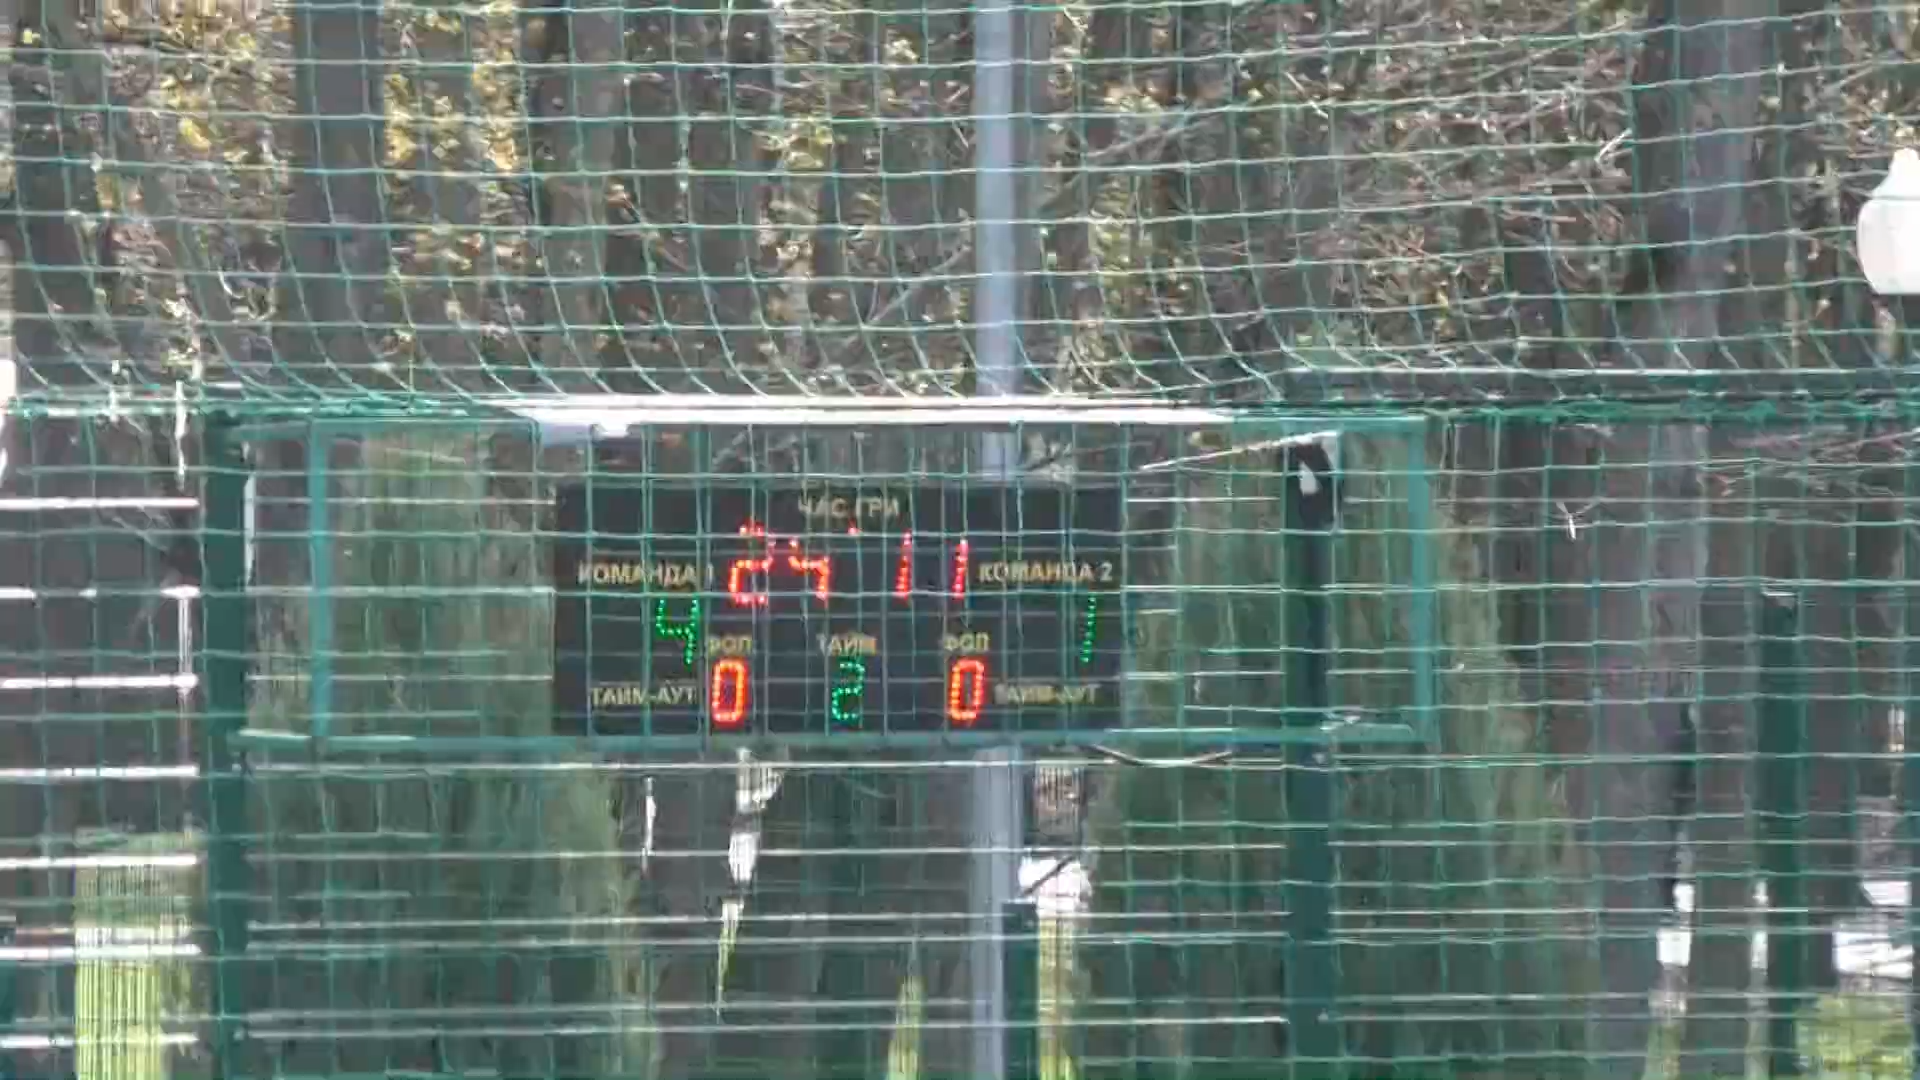 ЧАС ГРИ
24 11
КОМАНДА 1 КОМАНДА 2
4 1
ФОЛ ТАЙМ ФОЛ
0 2 0
ТАЙМ-АУТ ТАЙМ-АУТ